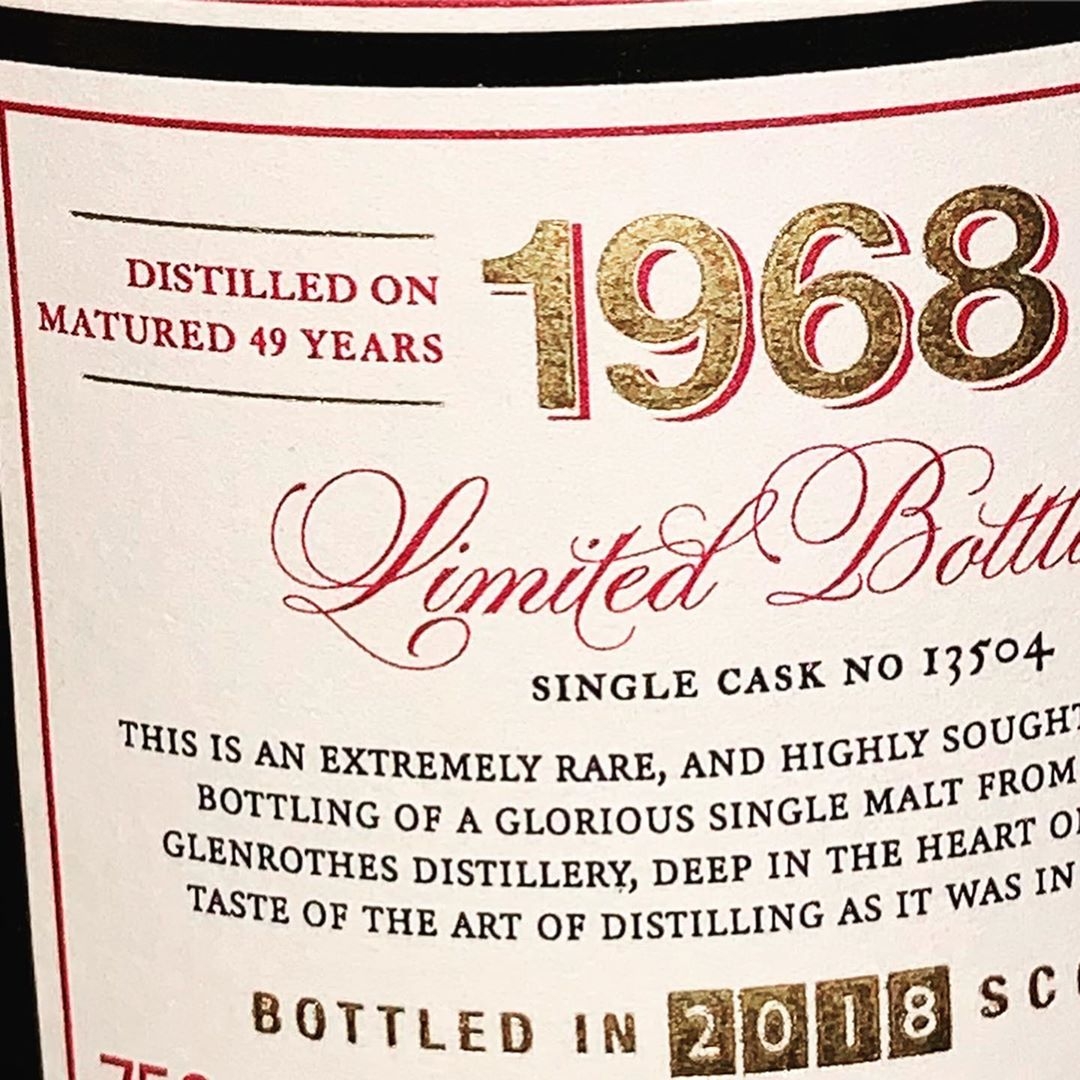 DISTILLED ON
MATURED 49 YEARS
1968
Limited
SINGLE CASK NO 13504
THIS IS AN EXTREMELY RARE, AND HIGHLY SOUGHT
BOTTLING OF A GLORIOUS SINGLE MALT FROM
GLENROTHES DISTILLERY, DEEP IN THE HEART
TASTE OF THE ART OF DISTILLING AS IT WAS IN
BOTTLED IN 2018